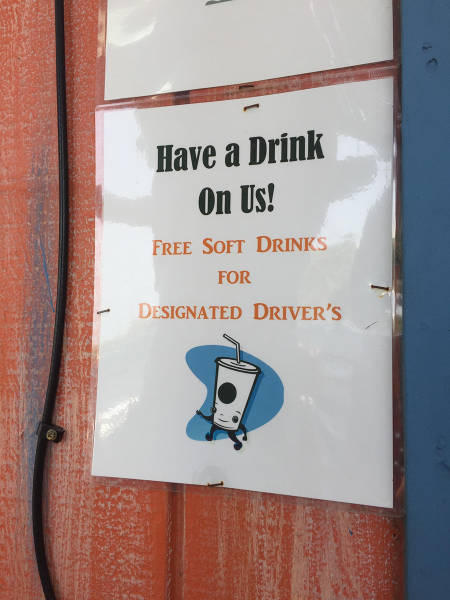 Have a Drink
On Us!
FREE SOFT DRINKS
FOR
DESIGNATED DRIVER'S